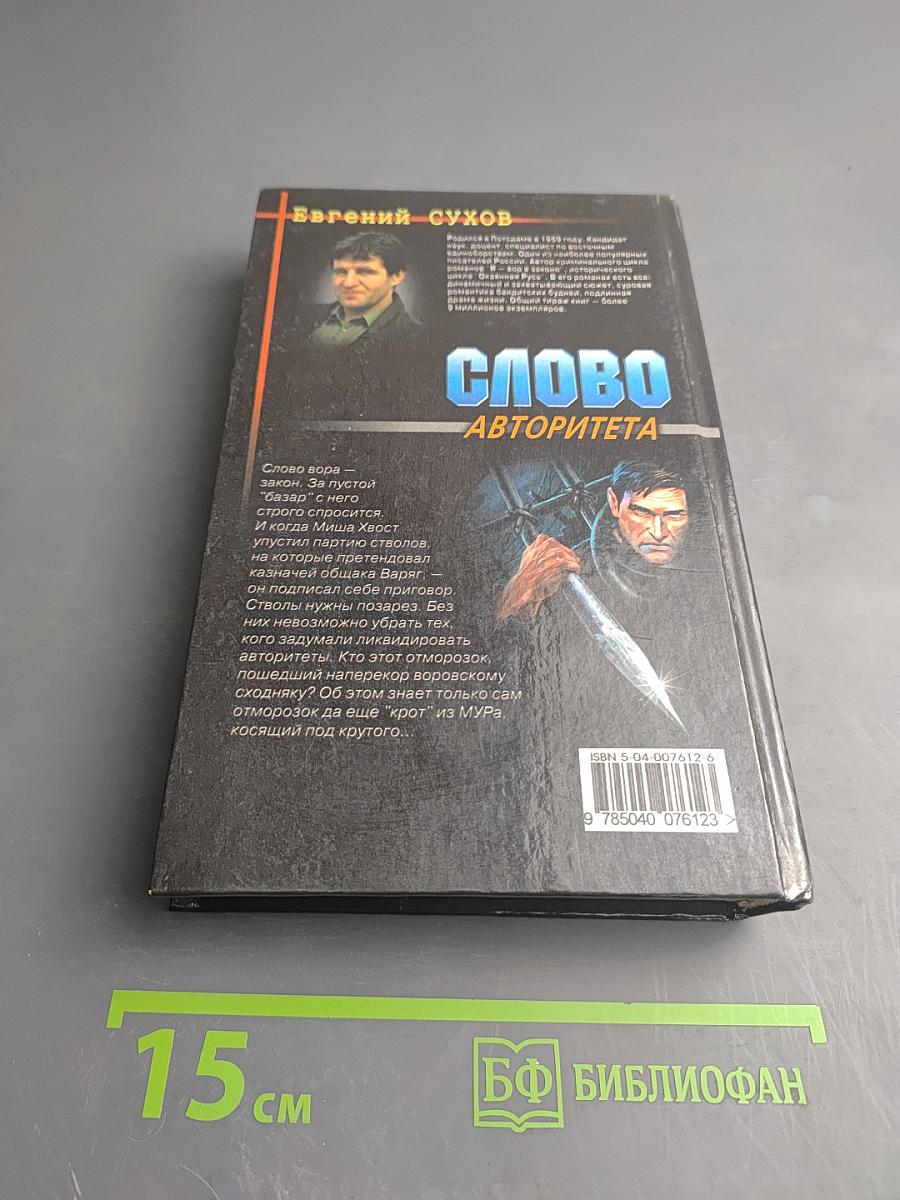 Евгений СУХОВ
Родился в Потсдаме в 1959 году. Кандидат
наук, доцент, специалист по восточным
единоборствам. Один из наиболее популярных
писателей России. Автор криминального цикла
романов "Я – вор в законе", исторического
цикла "Окаянная Русь". В его романах есть все:
динамичный и захватывающий сюжет, суровая
романтика бандитских будней, подлинная
драма жизни. Общий тираж книг – более
9 миллионов экземпляров.
СЛОВО
АВТОРИТЕТА
Слово вора –
закон. За пустой
"базар" с него
строго спросится.
И когда Миша Хвост
упустил партию стволов,
на которые претендовал
казначей общака Варяг, –
он подписал себе приговор.
Стволы нужны позарез. Без
них невозможно убрать тех,
кого задумали ликвидировать
авторитеты. Кто этот отморозок,
пошедший наперекор воровскому
сходняку? Об этом знает только сам
отморозок да еще "крот" из МУРа,
косящий под крутого...
ISBN 5-04-007612-6
9 785040 076123 >
15 см
БФ БИБЛИОФАН